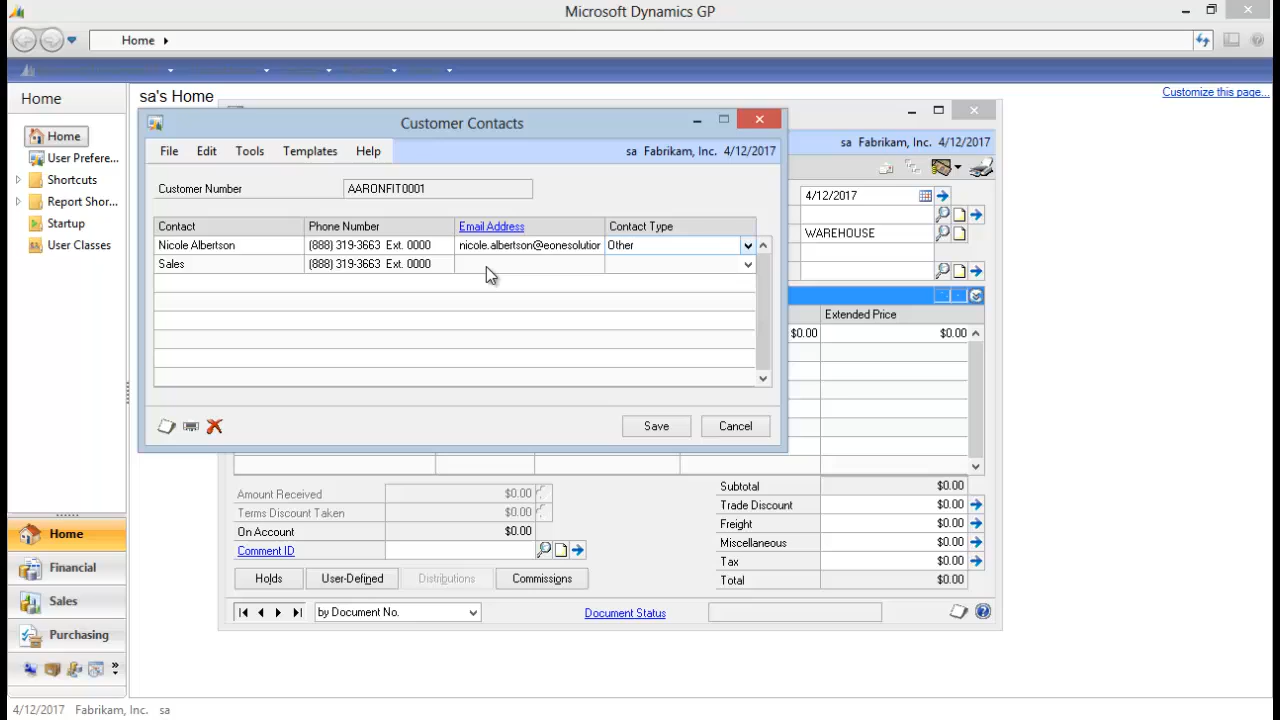 Microsoft Dynamics GP
Home
Home
sa's Home
Customize this page...
Home
User Prefere...
Shortcuts
Report Shor...
Startup
User Classes
Customer Contacts
File Edit Tools Templates Help
sa Fabrikam, Inc. 4/12/2017
sa Fabrikam, Inc. 4/12/2017
Customer Number AARONFIT0001
4/12/2017
WAREHOUSE
Contact Phone Number Email Address Contact Type
Nicole Albertson (888) 319-3663 Ext. 0000 nicole.albertson@eonesolution Other
Sales (888) 319-3663 Ext. 0000
Extended Price
$0.00 $0.00
Save Cancel
Amount Received $0.00
Terms Discount Taken $0.00
On Account $0.00
Comment ID
Subtotal $0.00
Trade Discount $0.00
Freight $0.00
Miscellaneous $0.00
Tax $0.00
Total $0.00
Holds User-Defined Distributions Commissions
by Document No. Document Status
Home
Financial
Sales
Purchasing
4/12/2017 Fabrikam, Inc. sa